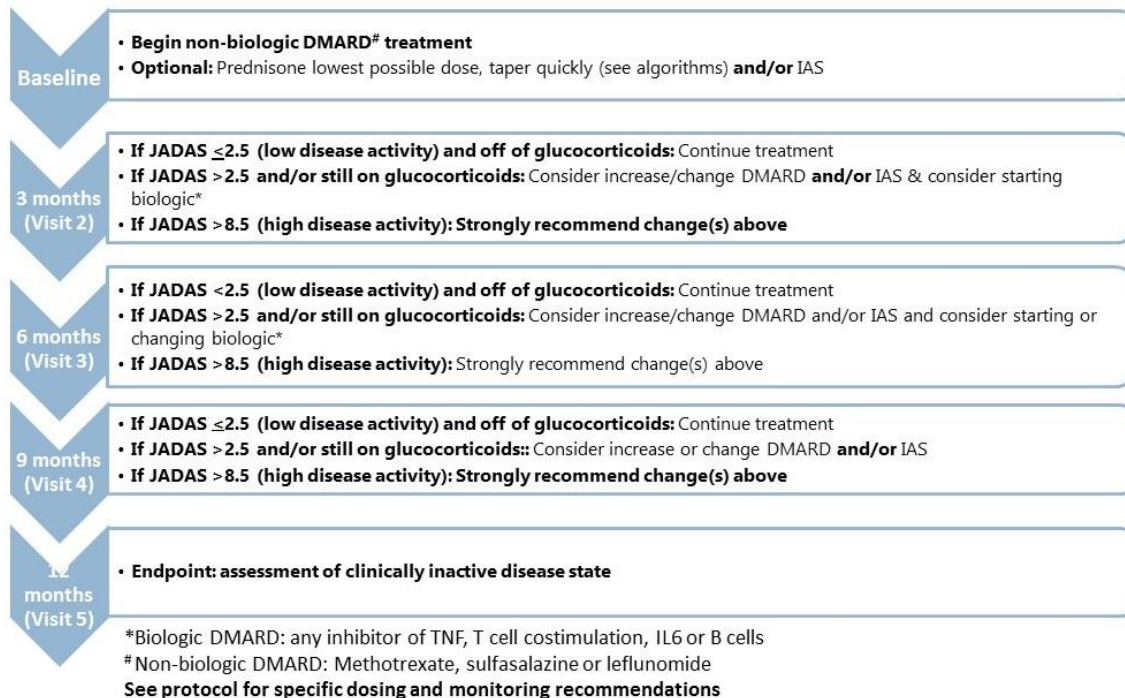 Baseline
• Begin non-biologic DMARD# treatment
• Optional: Prednisone lowest possible dose, taper quickly (see algorithms) and/or IAS
3 months
(Visit 2)
• If JADAS ≤2.5 (low disease activity) and off of glucocorticoids: Continue treatment
• If JADAS >2.5 and/or still on glucocorticoids: Consider increase/change DMARD and/or IAS & consider starting
biologic*
• If JADAS >8.5 (high disease activity): Strongly recommend change(s) above
6 months
(Visit 3)
• If JADAS <2.5 (low disease activity) and off of glucocorticoids: Continue treatment
• If JADAS >2.5 and/or still on glucocorticoids: Consider increase/change DMARD and/or IAS and consider starting or
changing biologic*
• If JADAS >8.5 (high disease activity): Strongly recommend change(s) above
9 months
(Visit 4)
• If JADAS ≤2.5 (low disease activity) and off of glucocorticoids: Continue treatment
• If JADAS >2.5 and/or still on glucocorticoids:: Consider increase or change DMARD and/or IAS
• If JADAS >8.5 (high disease activity): Strongly recommend change(s) above
12
months
(Visit 5)
• Endpoint: assessment of clinically inactive disease state
*Biologic DMARD: any inhibitor of TNF, T cell costimulation, IL6 or B cells
#Non-biologic DMARD: Methotrexate, sulfasalazine or leflunomide
See protocol for specific dosing and monitoring recommendations